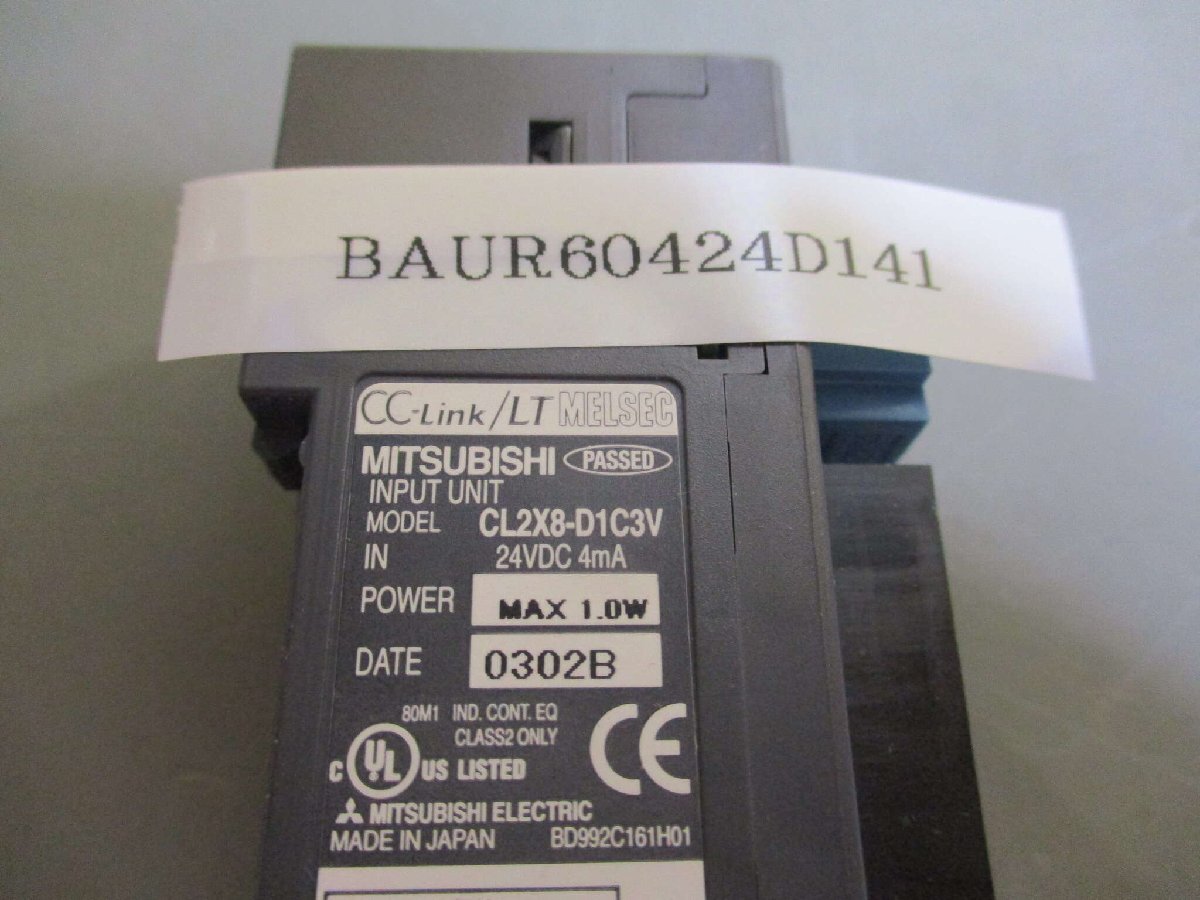 BAUR60424D141
CC-Link/LT MELSEC
MITSUBISHI PASSED
INPUT UNIT
MODEL CL2X8-D1C3V
IN 24VDC 4mA
POWER MAX 1.0W
DATE 0302B
80M1 IND. CONT. EQ
CLASS2 ONLY
C UL US LISTED CE
MITSUBISHI ELECTRIC
MADE IN JAPAN BD992C161H01